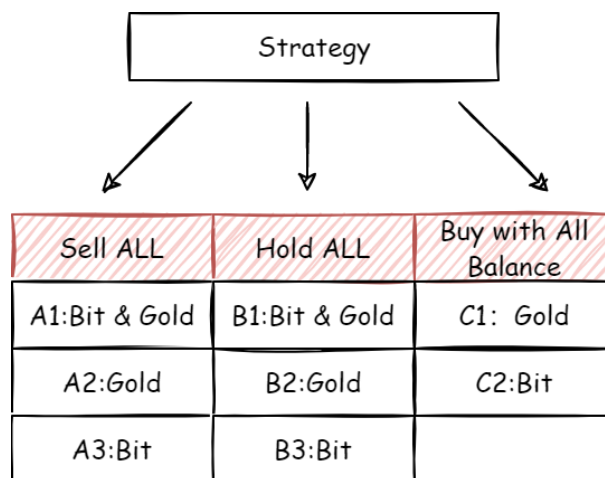 Strategy
Sell ALL
Hold ALL
Buy with All
Balance
A1:Bit & Gold
B1:Bit & Gold
C1: Gold
A2:Gold
B2:Gold
C2:Bit
A3:Bit
B3:Bit